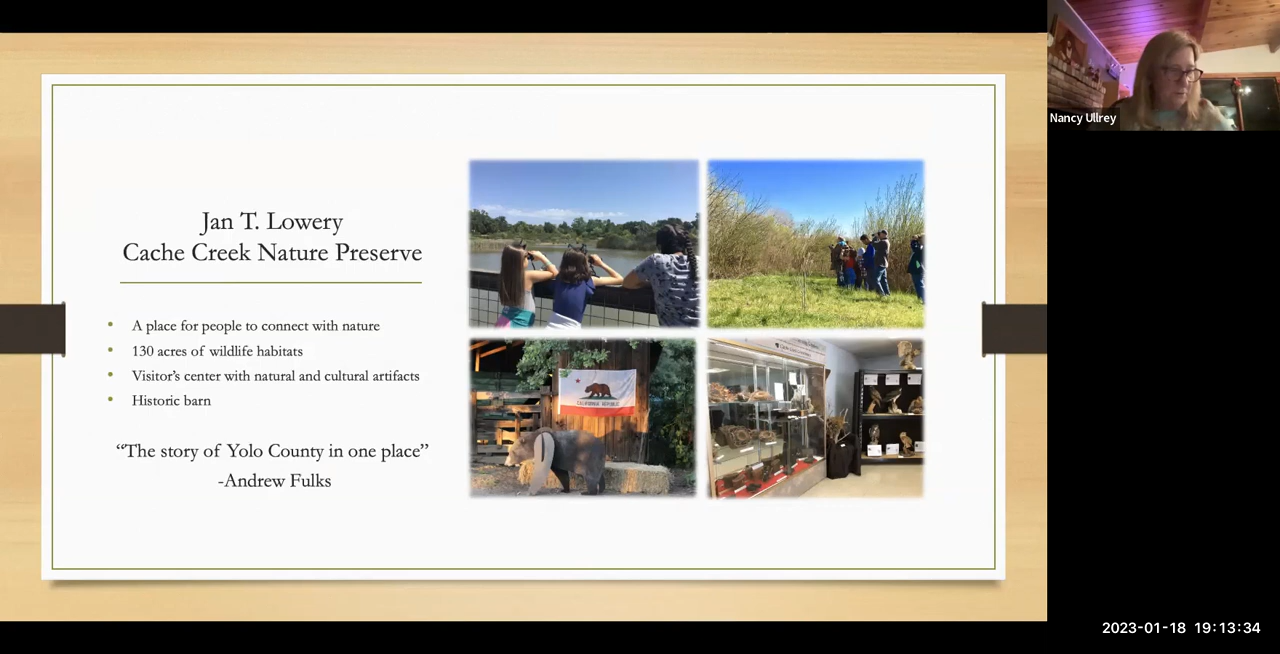 Jan T. Lowery
Cache Creek Nature Preserve
• A place for people to connect with nature
• 130 acres of wildlife habitats
• Visitor’s center with natural and cultural artifacts
• Historic barn
“The story of Yolo County in one place”
-Andrew Fulks
CALIFORNIA REPUBLIC
Nancy Ullrey
2023-01-18 19:13:34